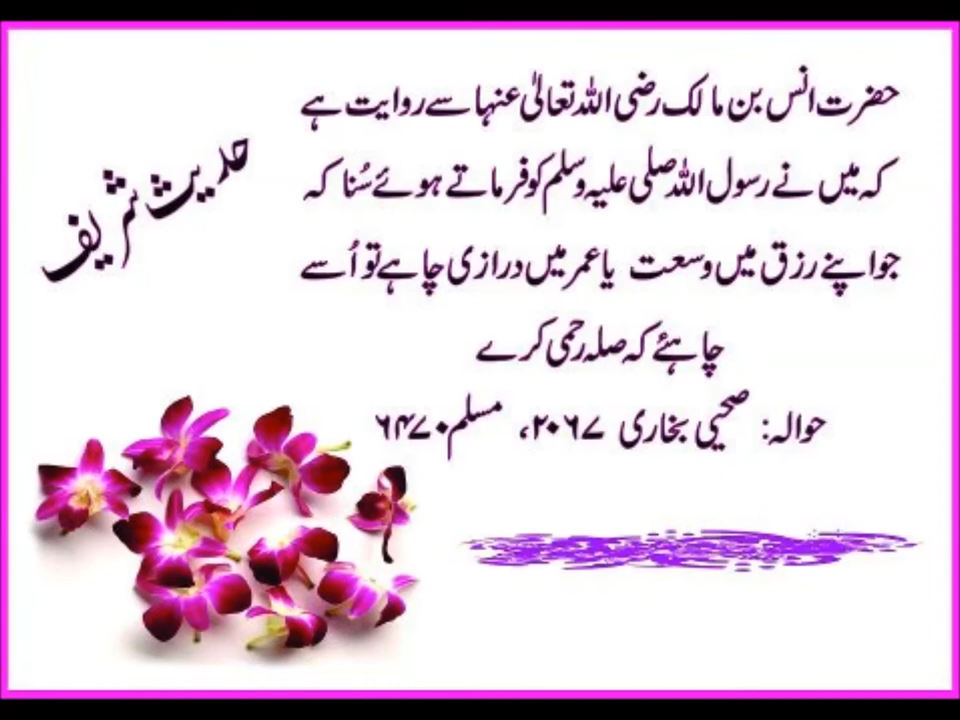 حدیث شریف
حضرت انس بن مالک رضی اللہ تعالیٰ عنہا سے روایت ہے
کہ میں نے رسول اللہ صلی علیہ وسلم کو فرماتے ہوئے سُنا کہ
جو اپنے رزق میں وسعت یا عمر میں درازی چاہے تو اُسے
چاہئے کہ صلہ رحمی کرے
حوالہ: صحیی بخاری ۲۰۶۷، مسلم ۶۴۷۰